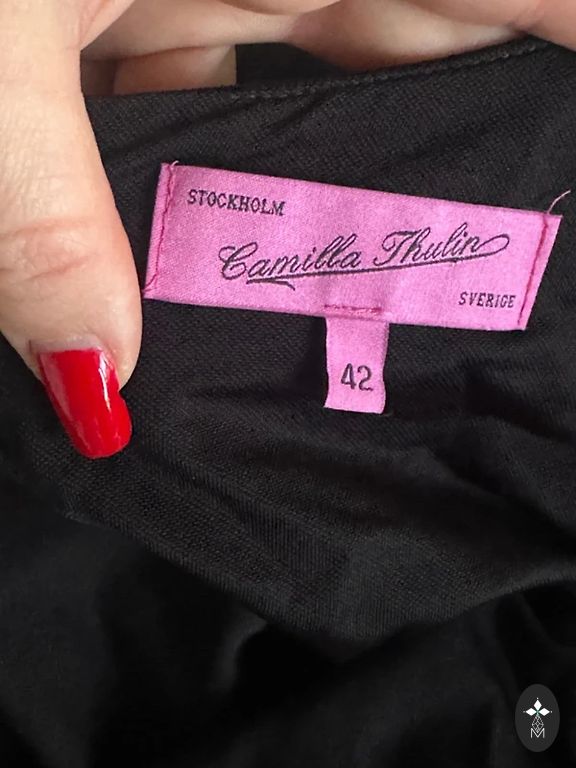 STOCKHOLM
Camilla Thulin
SVERIGE
42
M